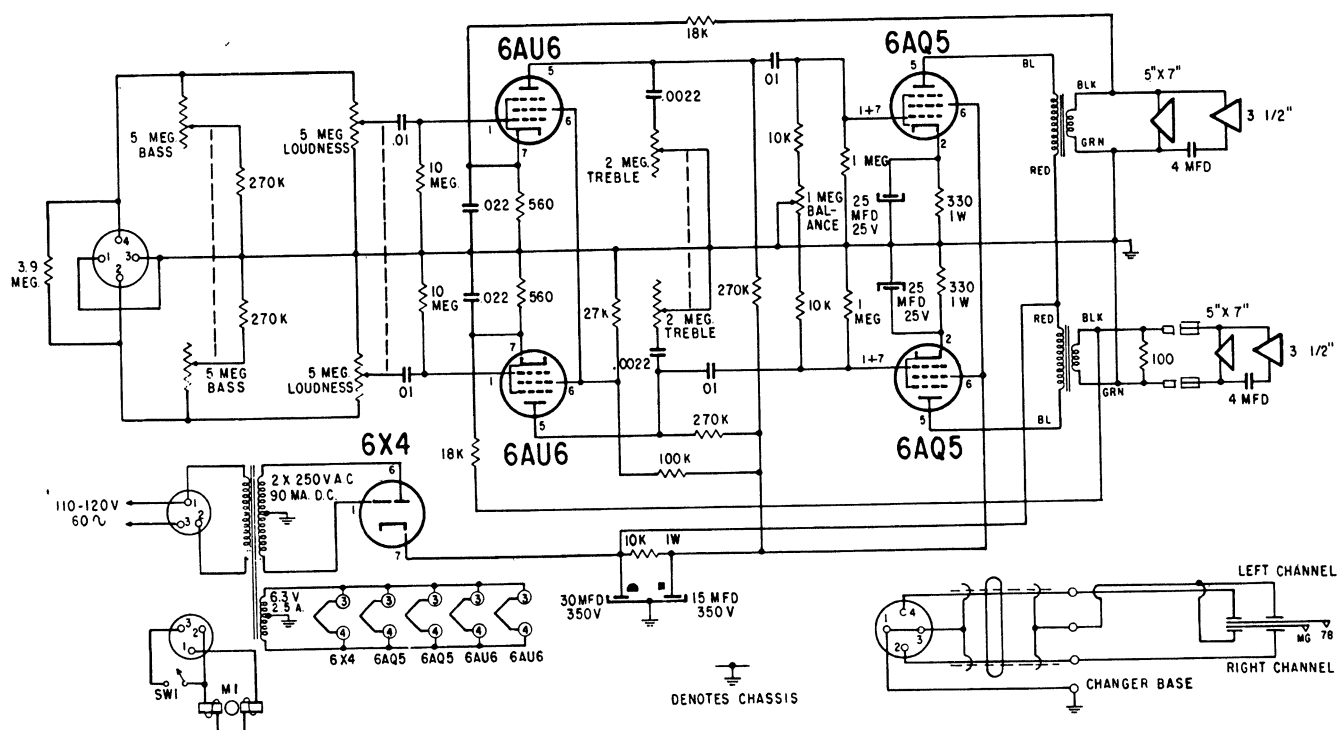 18K
6AU6
6AQ5
5
01
5
BL
BLK
5" X 7"
3 1/2"
.0022
1
6
1+7
6
5 MEG
BASS
5 MEG
LOUDNESS
.01
7
2
GRN
4 MFD
10K
1 MEG
10
MEG.
2 MEG.
TREBLE
RED
270K
022
560
1 MEG
BAL-
ANCE
25
MFD
25V
330
1W
4
1
3
2
3.9
MEG.
10
MEG
022
560
27K
270K
10K
1
MEG
25
MFD
25V
330
1W
270K
2 MEG.
TREBLE
RED
BLK
5" X 7"
7
2
100
3 1/2"
5 MEG
BASS
5 MEG
LOUDNESS
01
1
.0022
6
01
1+7
6
GRN
4 MFD
5
5
BL
270K
6X4
18K
6AU6
100K
6AQ5
6
2 X 250V A.C
90 MA. D.C.
1
110-120V
60 ∿
1
2
3
7
10K
1W
6.3 V
2.5 A.
3
3
3
3
3
4
4
4
4
4
30MFD
350V
15 MFD
350V
6X4
6AQ5
6AQ5
6AU6
6AU6
3
2
1
SW1
M1
DENOTES CHASSIS
LEFT CHANNEL
4
1
3
2
MG
78
RIGHT CHANNEL
CHANGER BASE